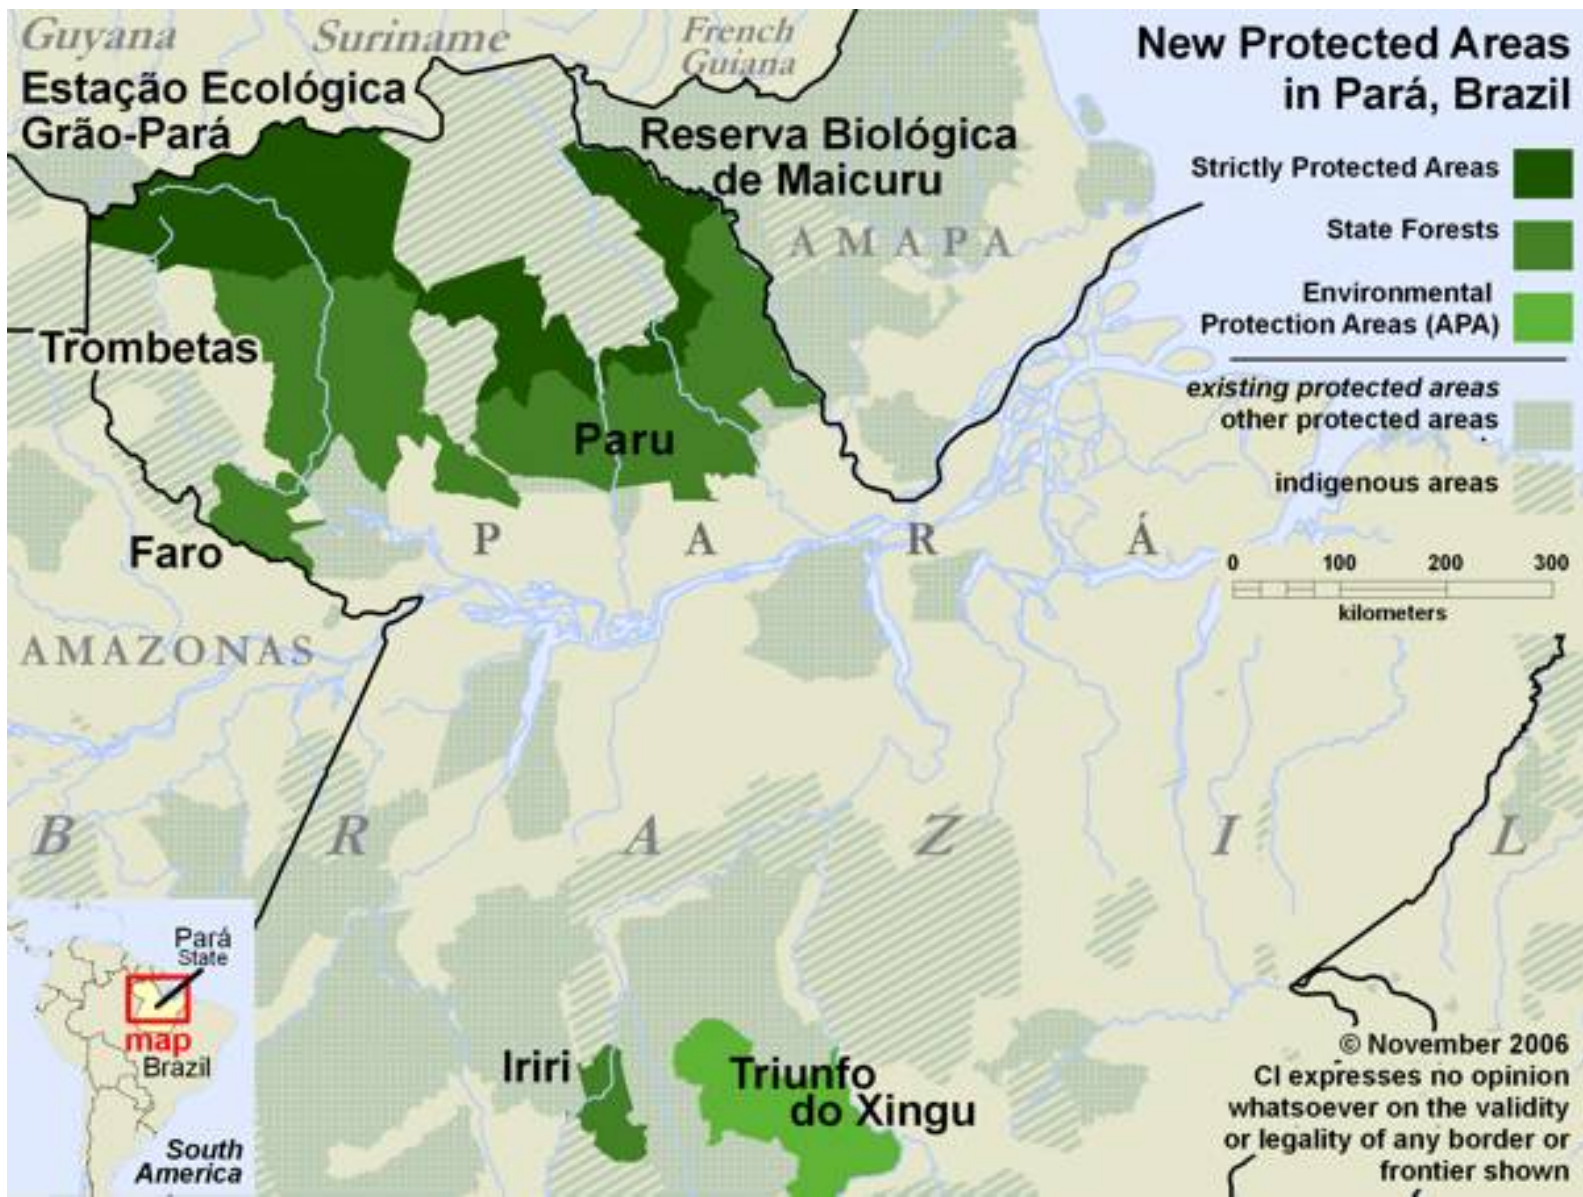 Guyana
Suriname
French
Guiana
New Protected Areas
in Pará, Brazil
Estação Ecológica
Grão-Pará
Reserva Biológica
de Maicuru
Strictly Protected Areas
State Forests
Environmental
Protection Areas (APA)
existing protected areas
other protected areas
indigenous areas
AMAPA
Trombetas
Paru
Faro
PARÁ
0 100 200 300
kilometers
AMAZONAS
BRAZIL
Pará
State
map
Brazil
South
America
Iriri
Triunfo
do Xingu
© November 2006
CI expresses no opinion
whatsoever on the validity
or legality of any border or
frontier shown